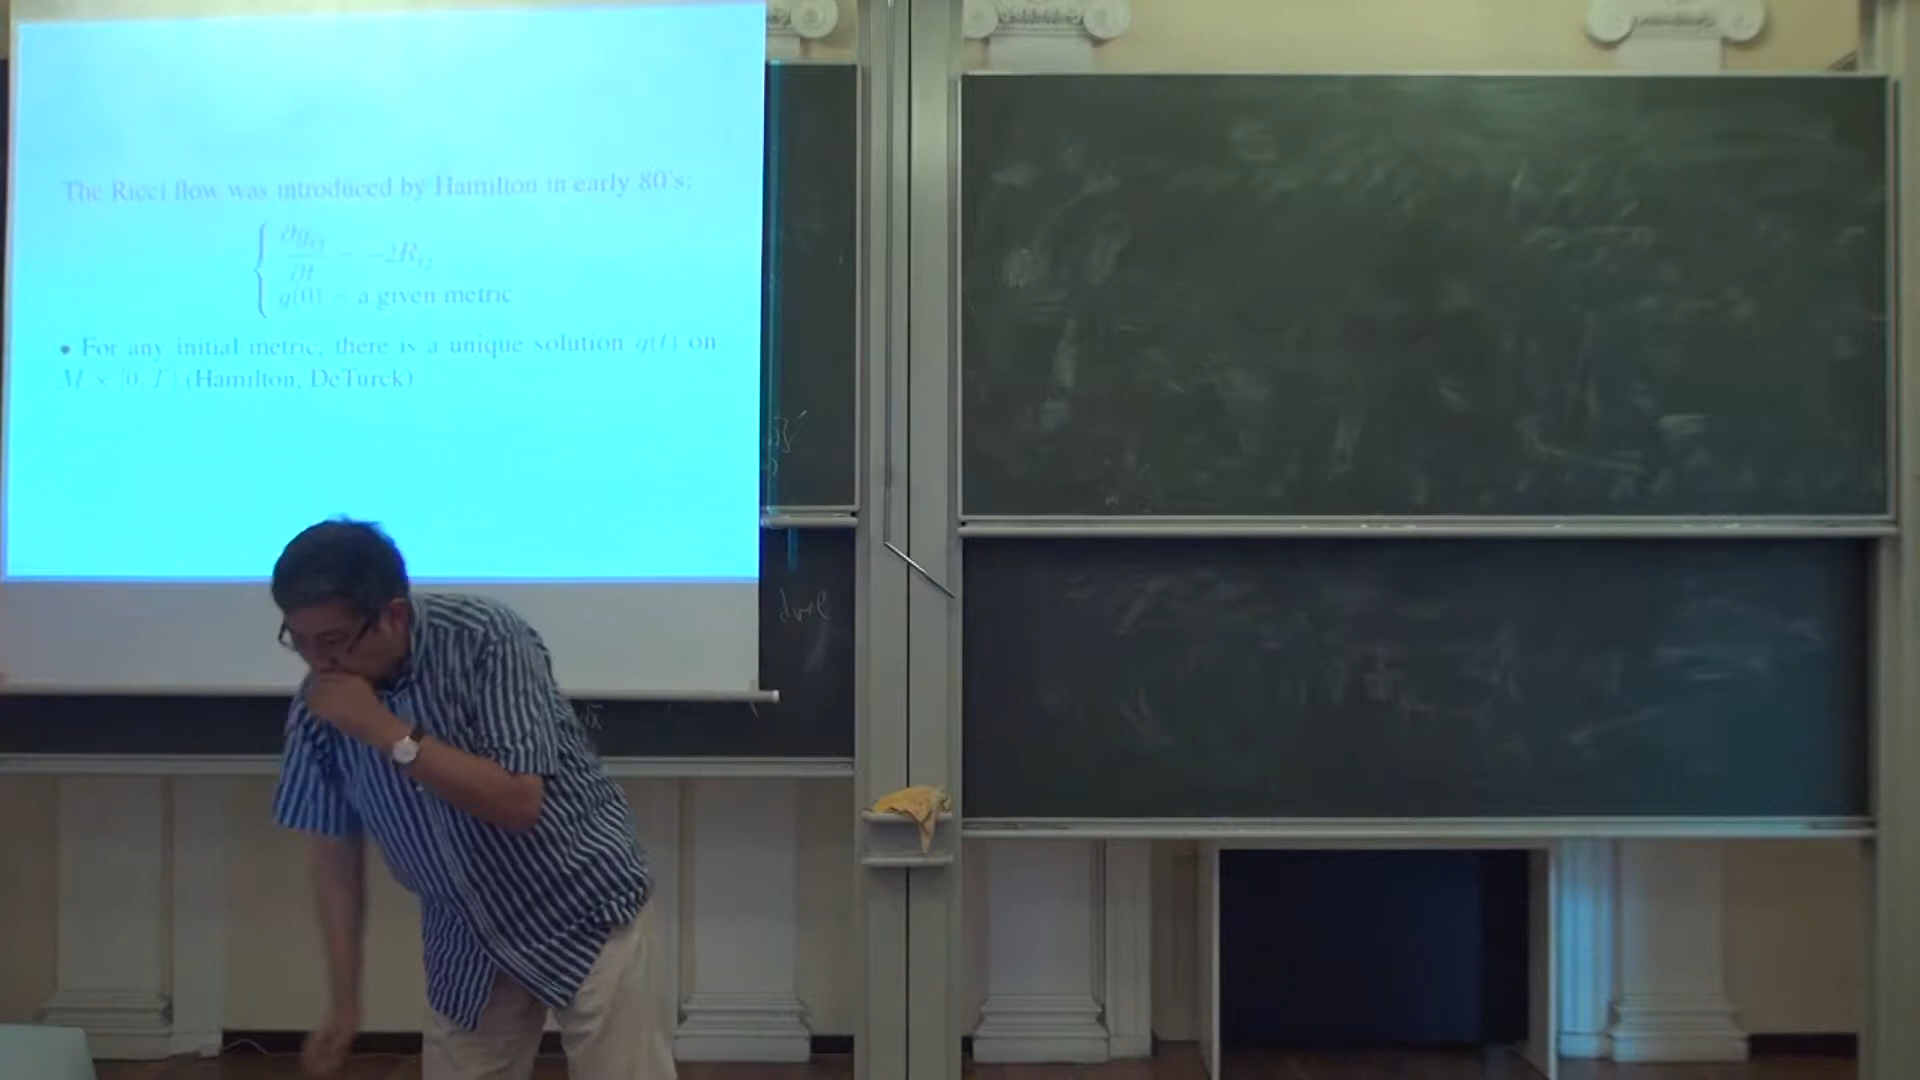 The Ricci flow was introduced by Hamilton in early 80's:
∂g_ij/∂t = -2R_ij
g(0) = a given metric
• For any initial metric, there is a unique solution g(t) on
M × [0, T) (Hamilton, DeTurck)